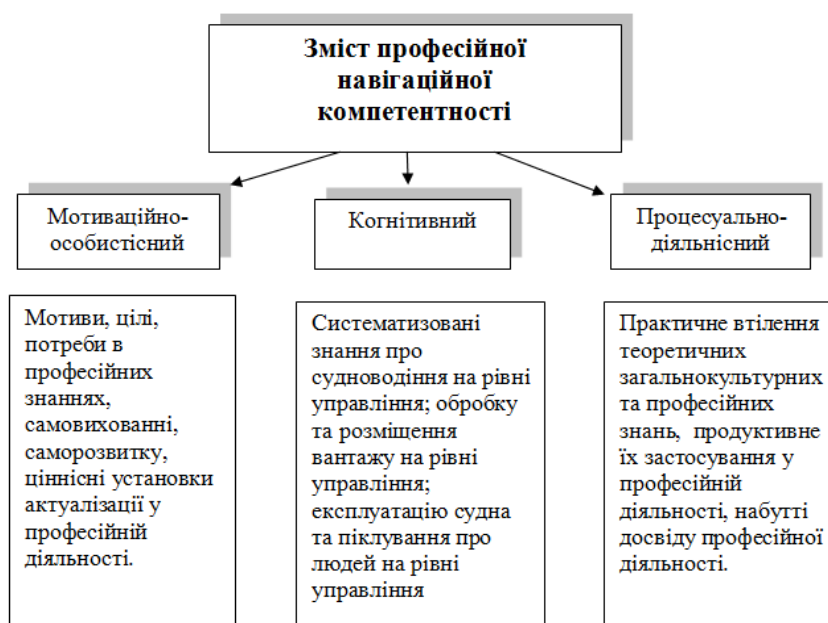 Зміст професійної
навігаційної
компетентності
Мотиваційно-
особистісний
Когнитивний
Процесуально-
діяльнісний
Мотиви, цілі,
потреби в
професійних
знаннях,
самовихованні,
саморозвитку,
ціннісні установки
актуалізації у
професійній
діяльності.
Систематизовані
знання про
судноводіння на рівні
управління; обробку
та розміщення
вантажу на рівні
управління;
експлуатацію судна
та піклування про
людей на рівні
управління
Практичне втілення
теоретичних
загальнокультурних
та професійних
знань, продуктивне
їх застосування у
професійній
діяльності, набутті
досвіду професійної
діяльності.